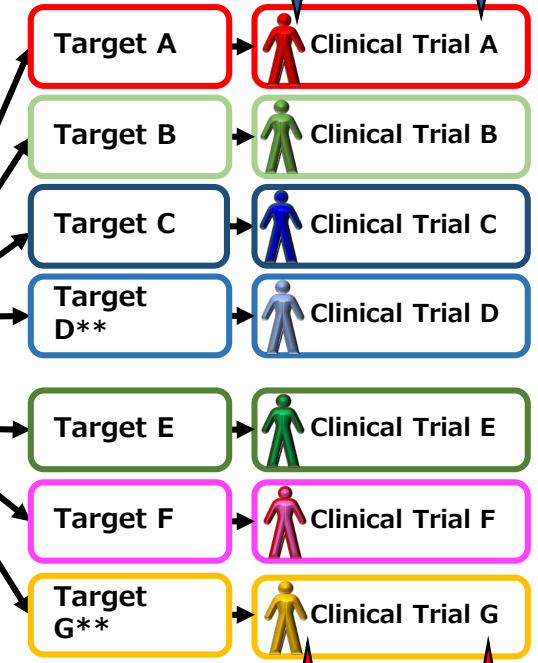 Target A
Clinical Trial A
Target B
Clinical Trial B
Target C
Clinical Trial C
Target
D**
Clinical Trial D
Target E
Clinical Trial E
Target F
Clinical Trial F
Target
G**
Clinical Trial G